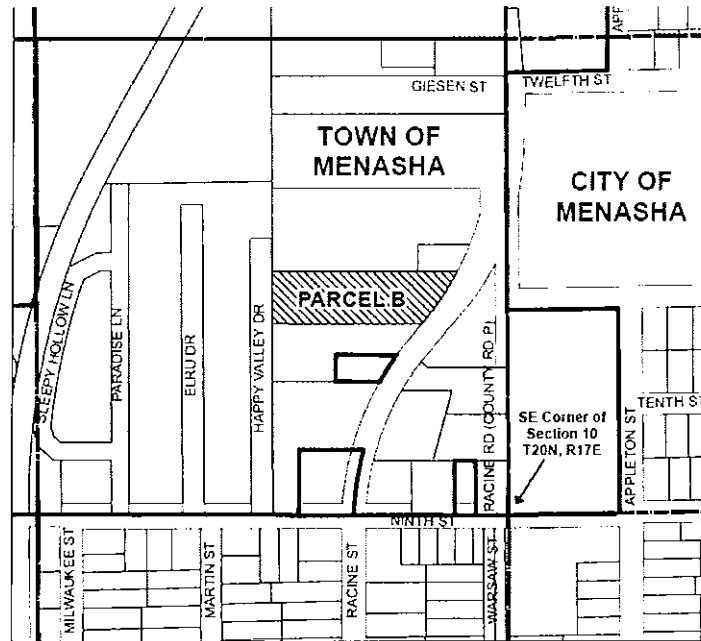 APP
GIESEN ST
TWELFTH ST
TOWN OF
MENASHA
CITY OF
MENASHA
PARCEL B
SLEEPY HOLLOW LN
PARADISE LN
ELRU DR
HAPPY VALLEY DR
RACINE RD (COUNTY RD P)
SE Corner of
Section 10
T20N, R17E
TENTH ST
APPLETON ST
NINTH ST
MILWAUKEE ST
MARTIN ST
RACINE ST
WARSAW ST